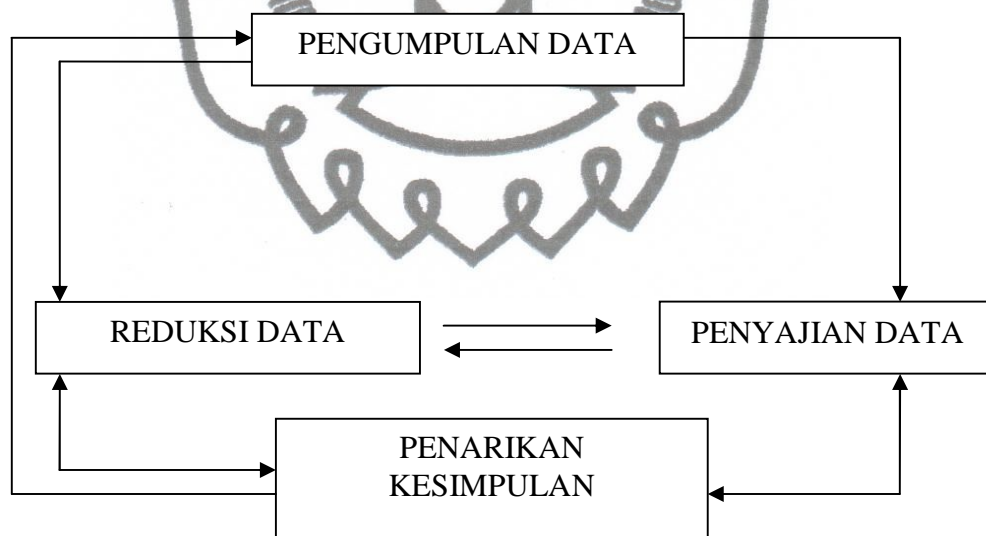 PENGUMPULAN DATA
REDUKSI DATA
PENYAJIAN DATA
PENARIKAN
KESIMPULAN